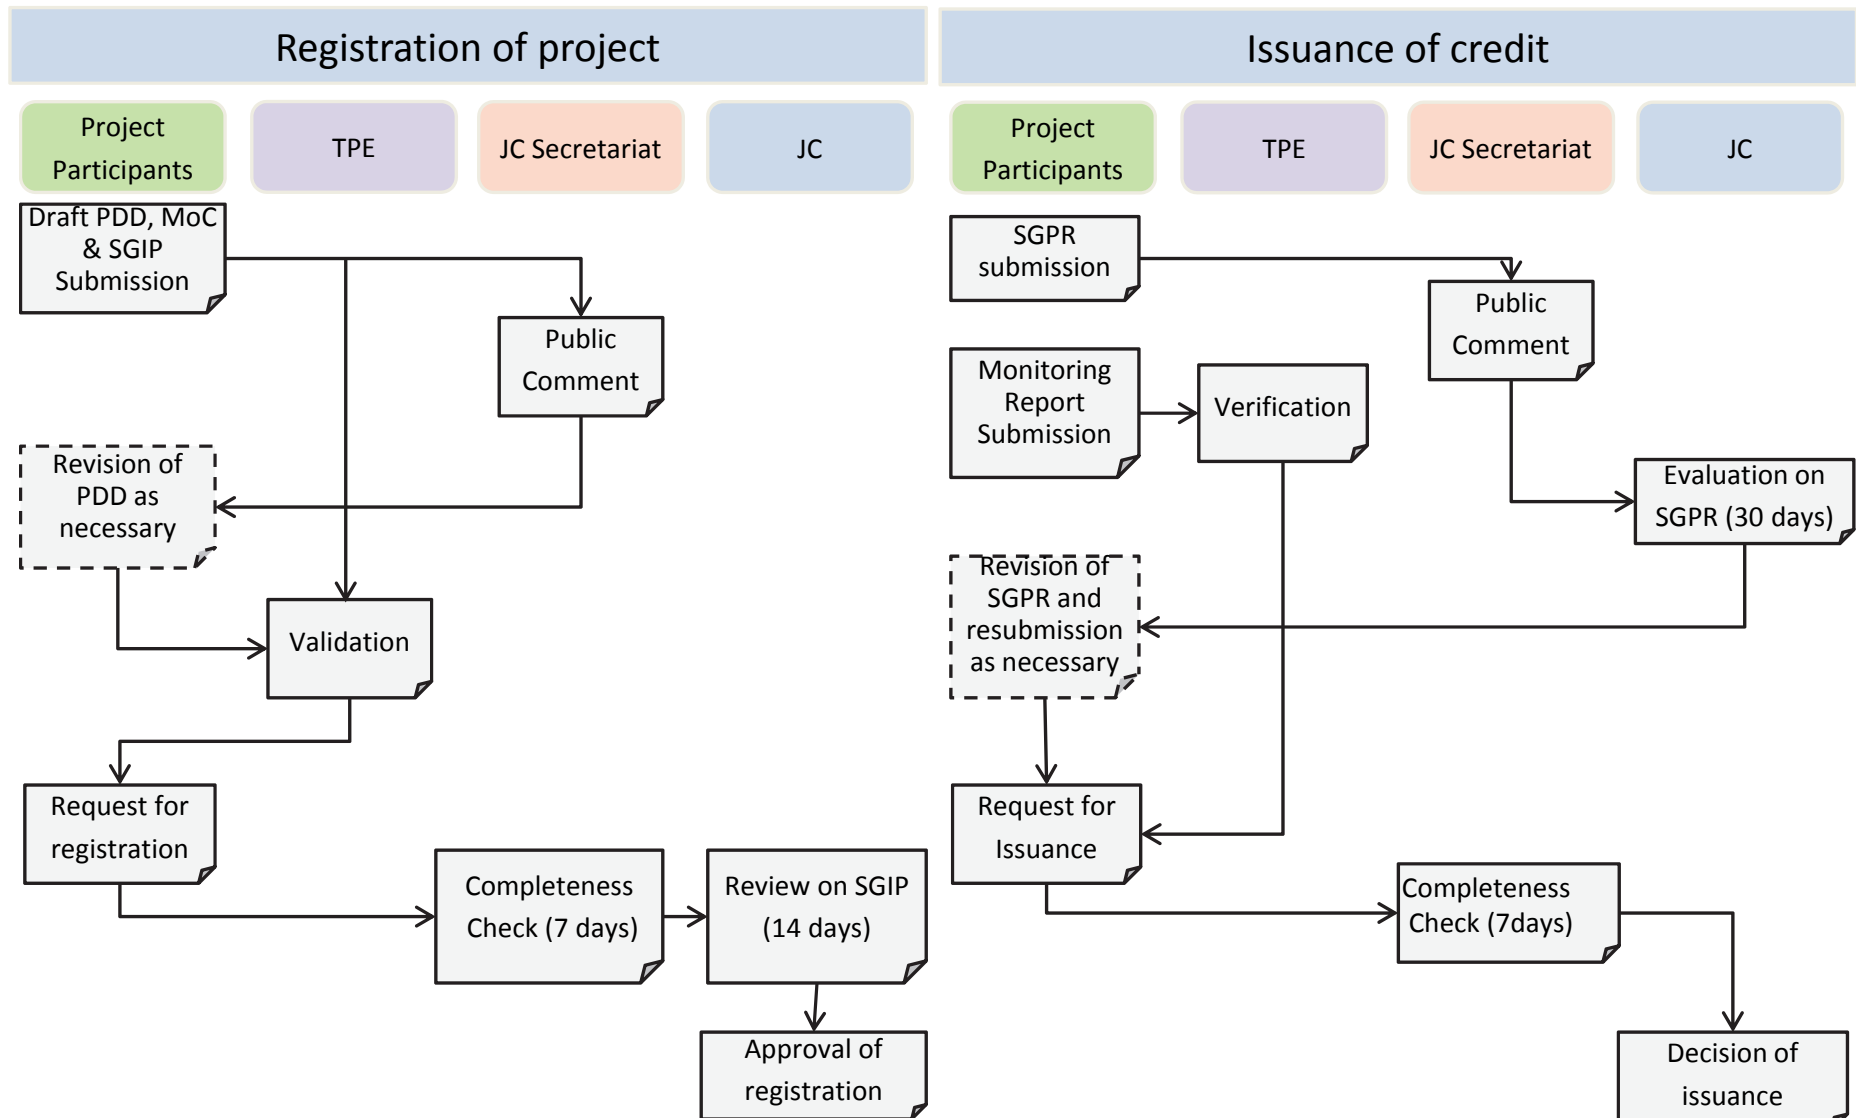 Registration of project
Project
Participants
TPE
JC Secretariat
JC
Draft PDD, MoC
& SGIP
Submission
Public
Comment
Revision of
PDD as
necessary
Validation
Request for
registration
Completeness
Check (7 days)
Review on SGIP
(14 days)
Approval of
registration
Issuance of credit
Project
Participants
TPE
JC Secretariat
JC
SGPR
submission
Public
Comment
Monitoring
Report
Submission
Verification
Evaluation on
SGPR (30 days)
Revision of
SGPR and
resubmission
as necessary
Request for
Issuance
Completeness
Check (7days)
Decision of
issuance